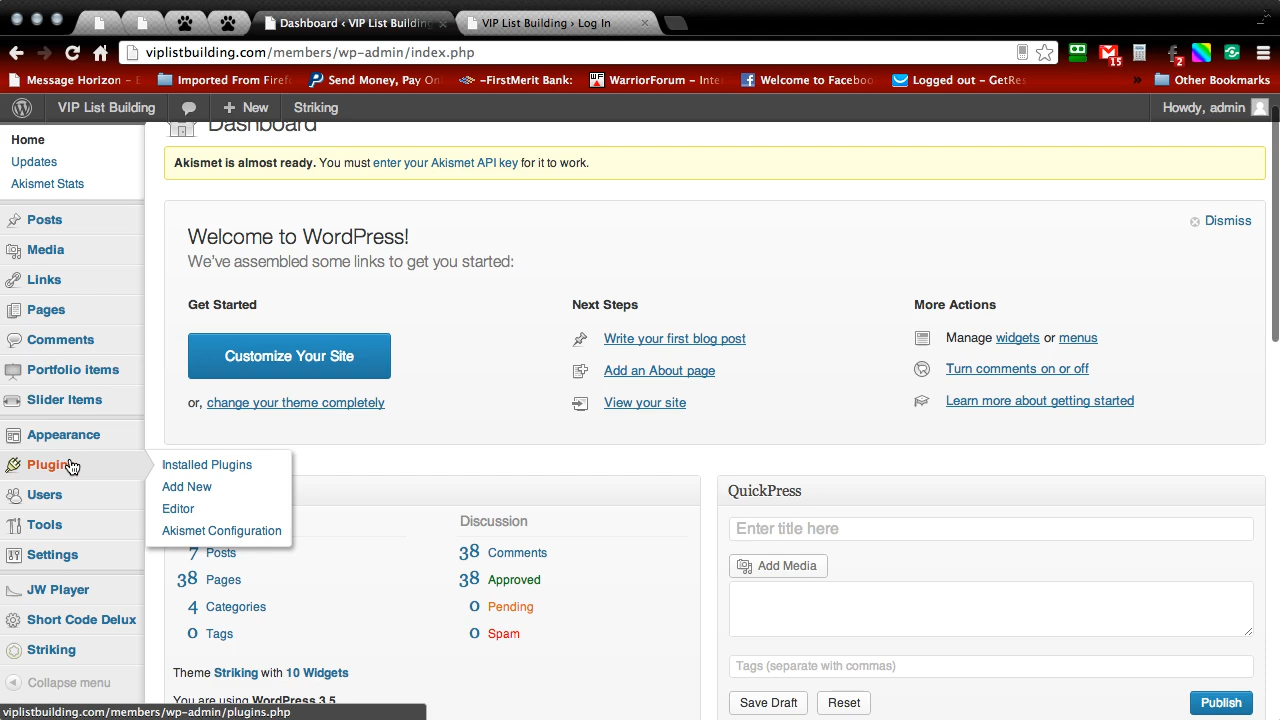 Dashboard ‹ VIP List Building
VIP List Building › Log In
viplistbuilding.com/members/wp-admin/index.php
15
2
Message Horizon –
Imported From Firef
Send Money, Pay On
–FirstMerit Bank:
WarriorForum – Inte
Welcome to Faceboo
Logged out – GetRes
» Other Bookmarks
VIP List Building
+ New
Striking
Howdy, admin
Home
Updates
Akismet Stats
Posts
Media
Links
Pages
Comments
Portfolio items
Slider Items
Appearance
Plugin
Users
Tools
Settings
JW Player
Short Code Delux
Striking
Collapse menu
Installed Plugins
Add New
Editor
Akismet Configuration
Dashboard
Akismet is almost ready. You must enter your Akismet API key for it to work.
Dismiss
Welcome to WordPress!
We've assembled some links to get you started:
Get Started
Customize Your Site
or, change your theme completely
Next Steps
Write your first blog post
Add an About page
View your site
More Actions
Manage widgets or menus
Turn comments on or off
Learn more about getting started
7 Posts
38 Pages
4 Categories
0 Tags
Discussion
38 Comments
38 Approved
0 Pending
0 Spam
Theme Striking with 10 Widgets
You are using WordPress 3.5
QuickPress
Enter title here
Add Media
Tags (separate with commas)
Save Draft
Reset
Publish
viplistbuilding.com/members/wp-admin/plugins.php